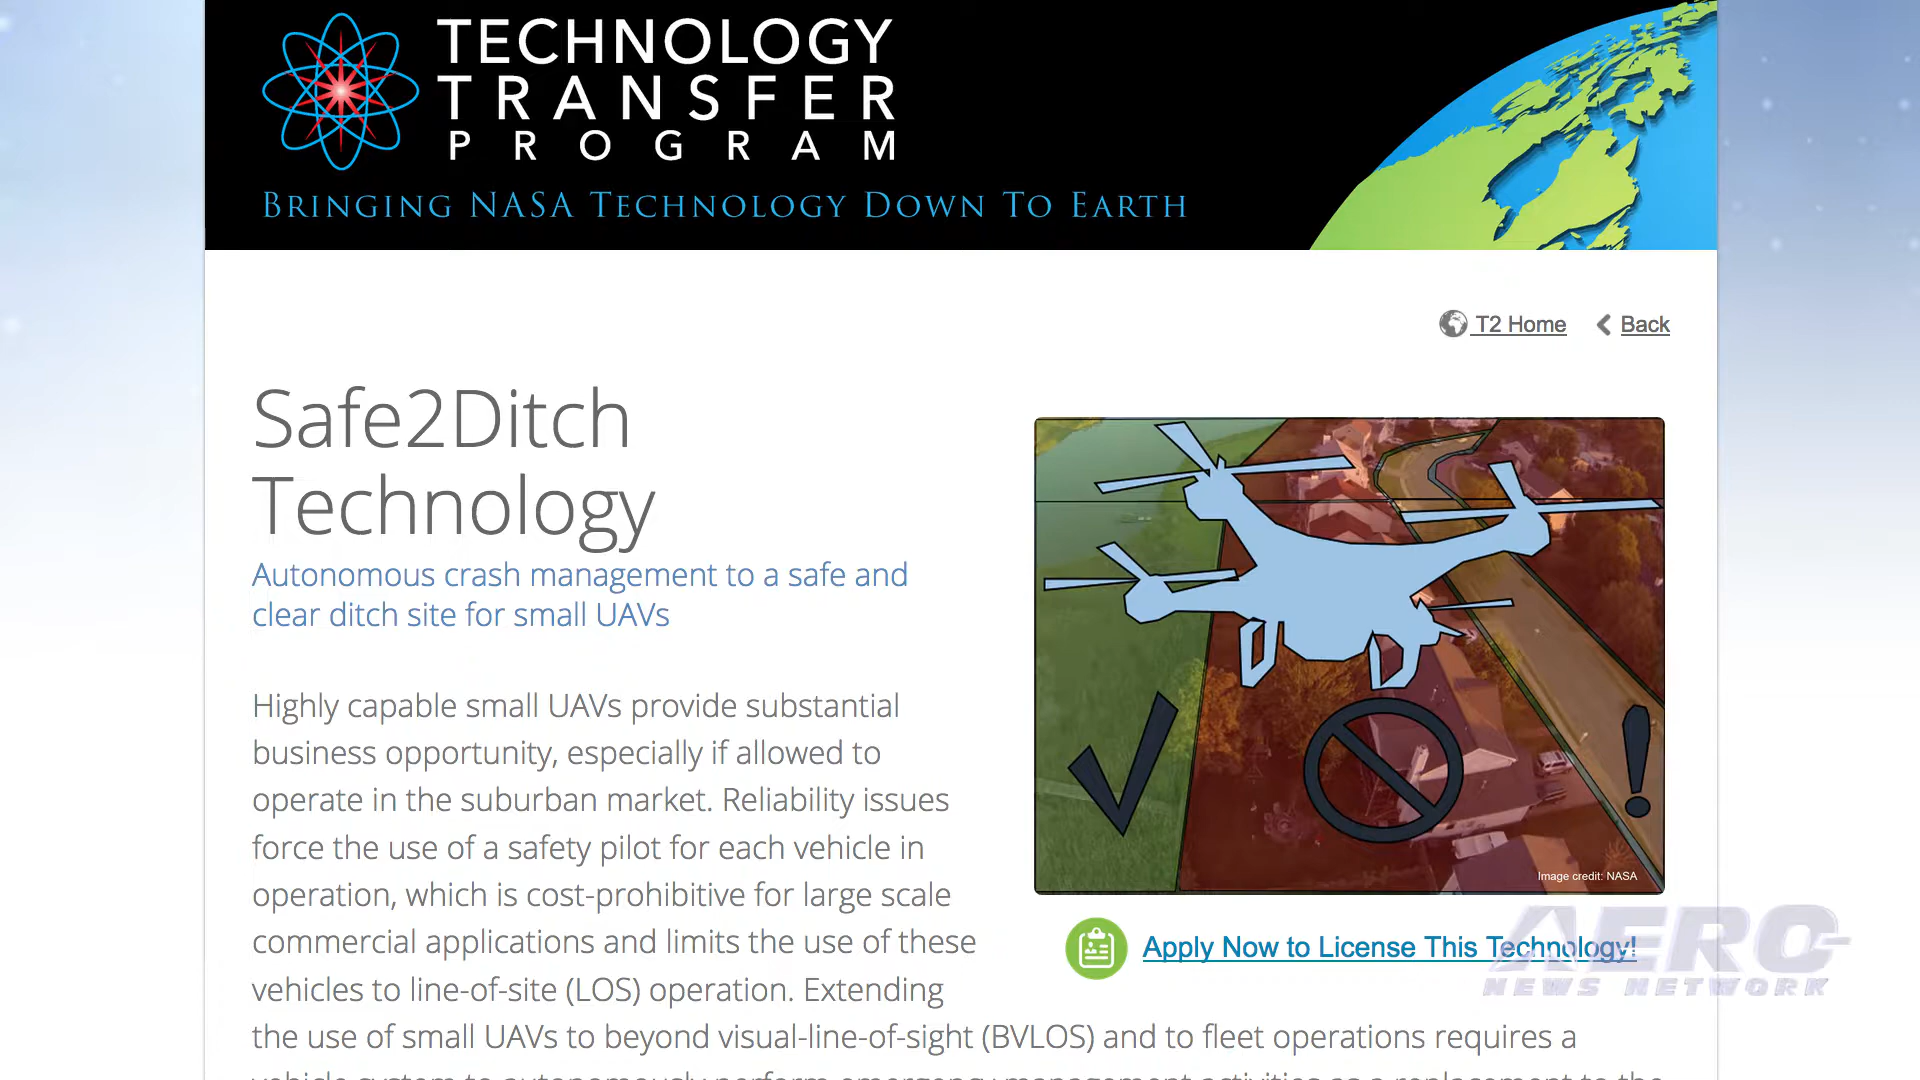 TECHNOLOGY
TRANSFER
PROGRAM
BRINGING NASA TECHNOLOGY DOWN TO EARTH
T2 Home
Back
Safe2Ditch
Technology
Autonomous crash management to a safe and
clear ditch site for small UAVs
Highly capable small UAVs provide substantial
business opportunity, especially if allowed to
operate in the suburban market. Reliability issues
force the use of a safety pilot for each vehicle in
operation, which is cost-prohibitive for large scale
commercial applications and limits the use of these
vehicles to line-of-site (LOS) operation. Extending
the use of small UAVs to beyond visual-line-of-sight (BVLOS) and to fleet operations requires a
Image credit: NASA
Apply Now to License This Technology!
AERO
NEWS NETWORK